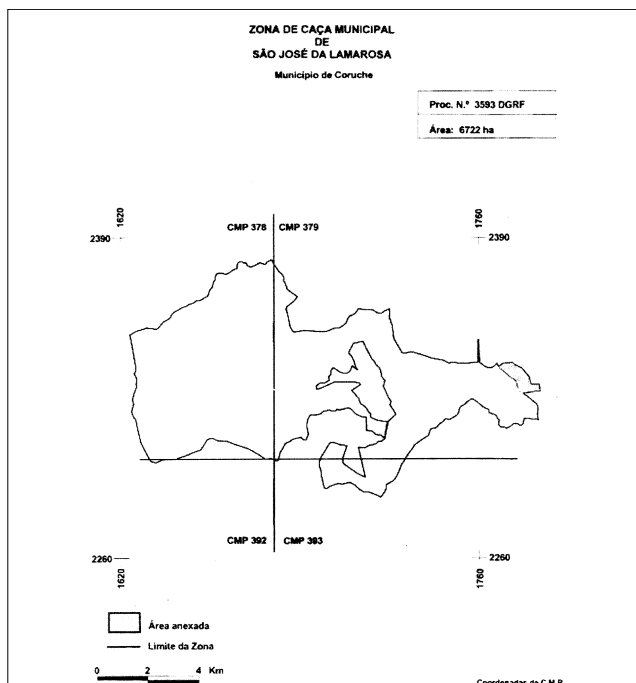 ZONA DE CAÇA MUNICIPAL
DE
SÃO JOSÉ DA LAMAROSA
Município de Coruche
Proc. N.º 3593 DGRF
Área: 6722 ha
1620
1760
2390
CMP 378
CMP 379
2390
CMP 392
CMP 393
2260
2260
1620
1760
Área anexada
Limite da Zona
0 2 4 Km
Coordenadas da C.M.P.